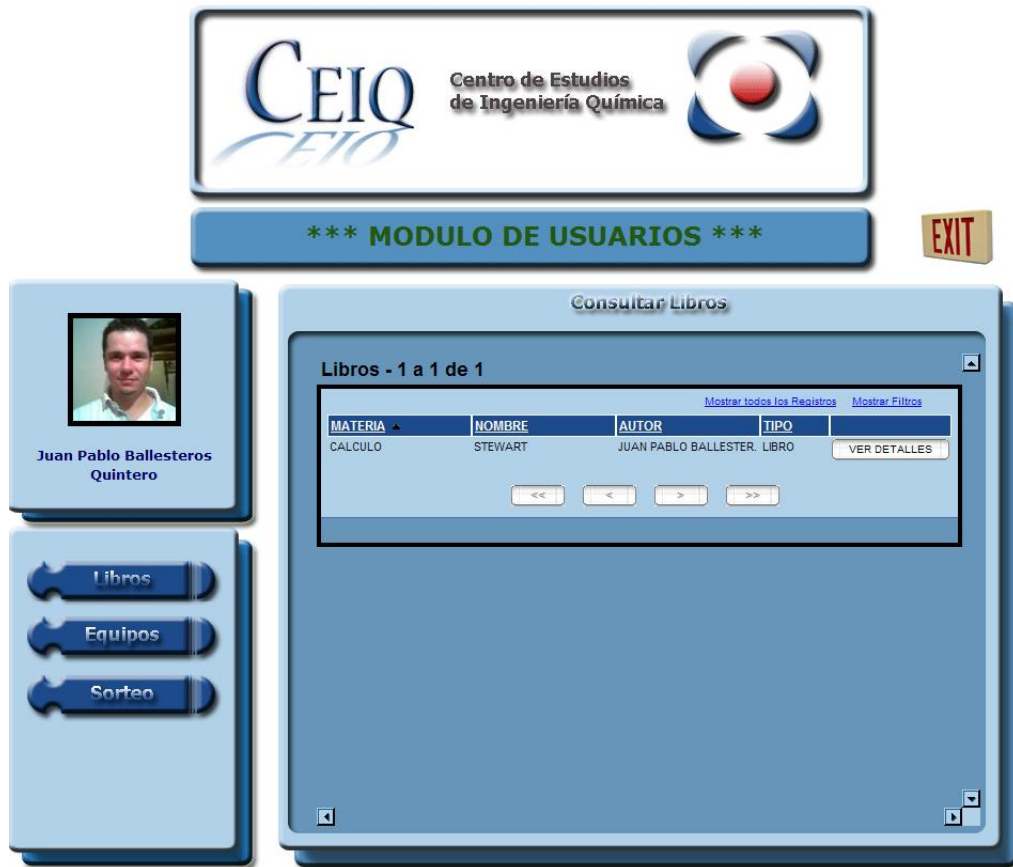 CEIQ
Centro de Estudios
de Ingeniería Química
*** MODULO DE USUARIOS ***
EXIT
Juan Pablo Ballesteros
Quintero
Libros
Equipos
Sorteo
Consultar Libros
Libros - 1 a 1 de 1
Mostrar todos los Registros Mostrar Filtros
MATERIA NOMBRE AUTOR TIPO
CALCULO STEWART JUAN PABLO BALLESTER. LIBRO VER DETALLES
<< < > >>